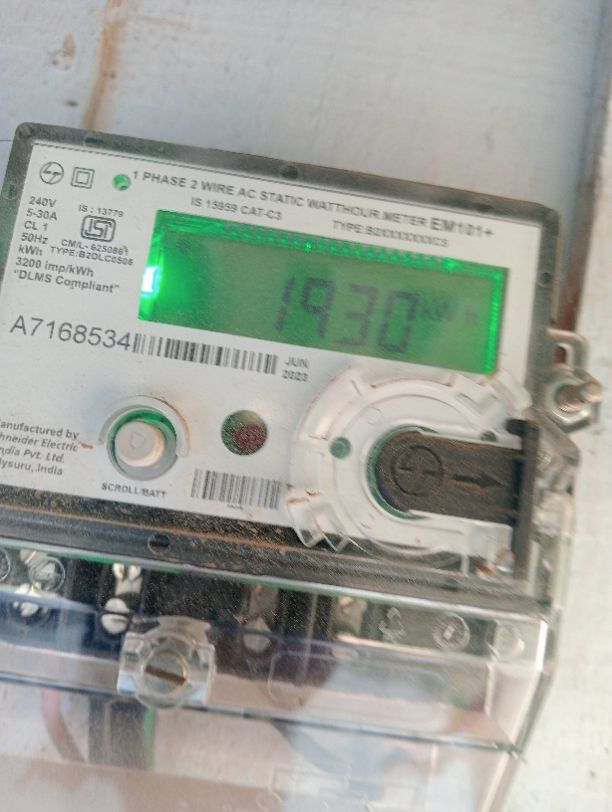 1 PHASE 2 WIRE AC STATIC WATTHOUR METER EM101+
IS 15959 CAT-C3
240V
5-30A
CL 1
50Hz
kWh
3200 imp/kWh
"DLMS Compliant"
IS : 13779
ISI
1930 kWh
A7168534
JUN
2023
anufactured by
hneider Electric
ndia Pvt. Ltd.
ysuru,.India
SCROLL/BATT